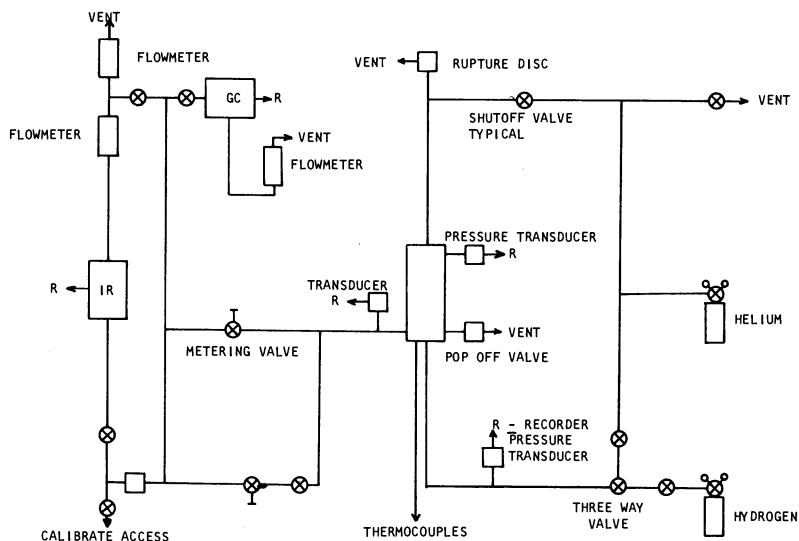 VENT
FLOWMETER
GC
R
FLOWMETER
VENT
FLOWMETER
VENT
RUPTURE DISC
SHUTOFF VALVE
TYPICAL
VENT
PRESSURE TRANSDUCER
R
TRANSDUCER
R
R
IR
METERING VALVE
VENT
POP OFF VALVE
HELIUM
R - RECORDER
PRESSURE
TRANSDUCER
THREE WAY
VALVE
HYDROGEN
CALIBRATE ACCESS
THERMOCOUPLES